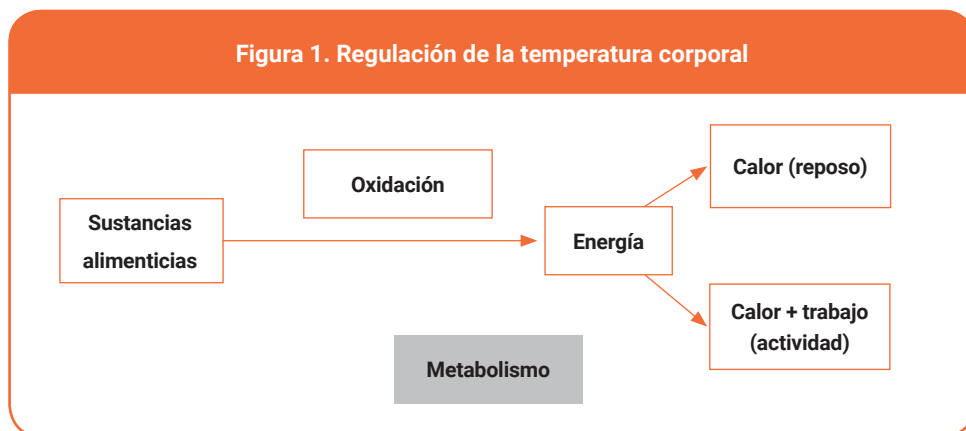 Figura 1. Regulación de la temperatura corporal
Oxidación
Calor (reposo)
Sustancias
alimenticias
Energía
Calor + trabajo
(actividad)
Metabolismo